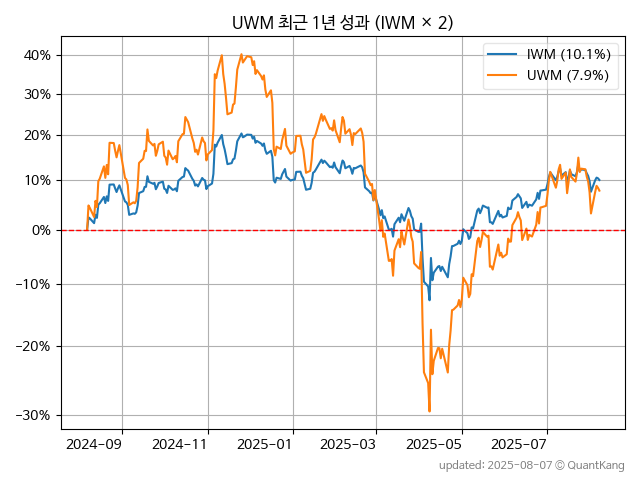 UWM 최근 1년 성과 (IWM × 2)
IWM (10.1%)
UWM (7.9%)
40%
30%
20%
10%
0%
−10%
−20%
−30%
2024-09 2024-11 2025-01 2025-03 2025-05 2025-07
updated: 2025-08-07 © QuantKang